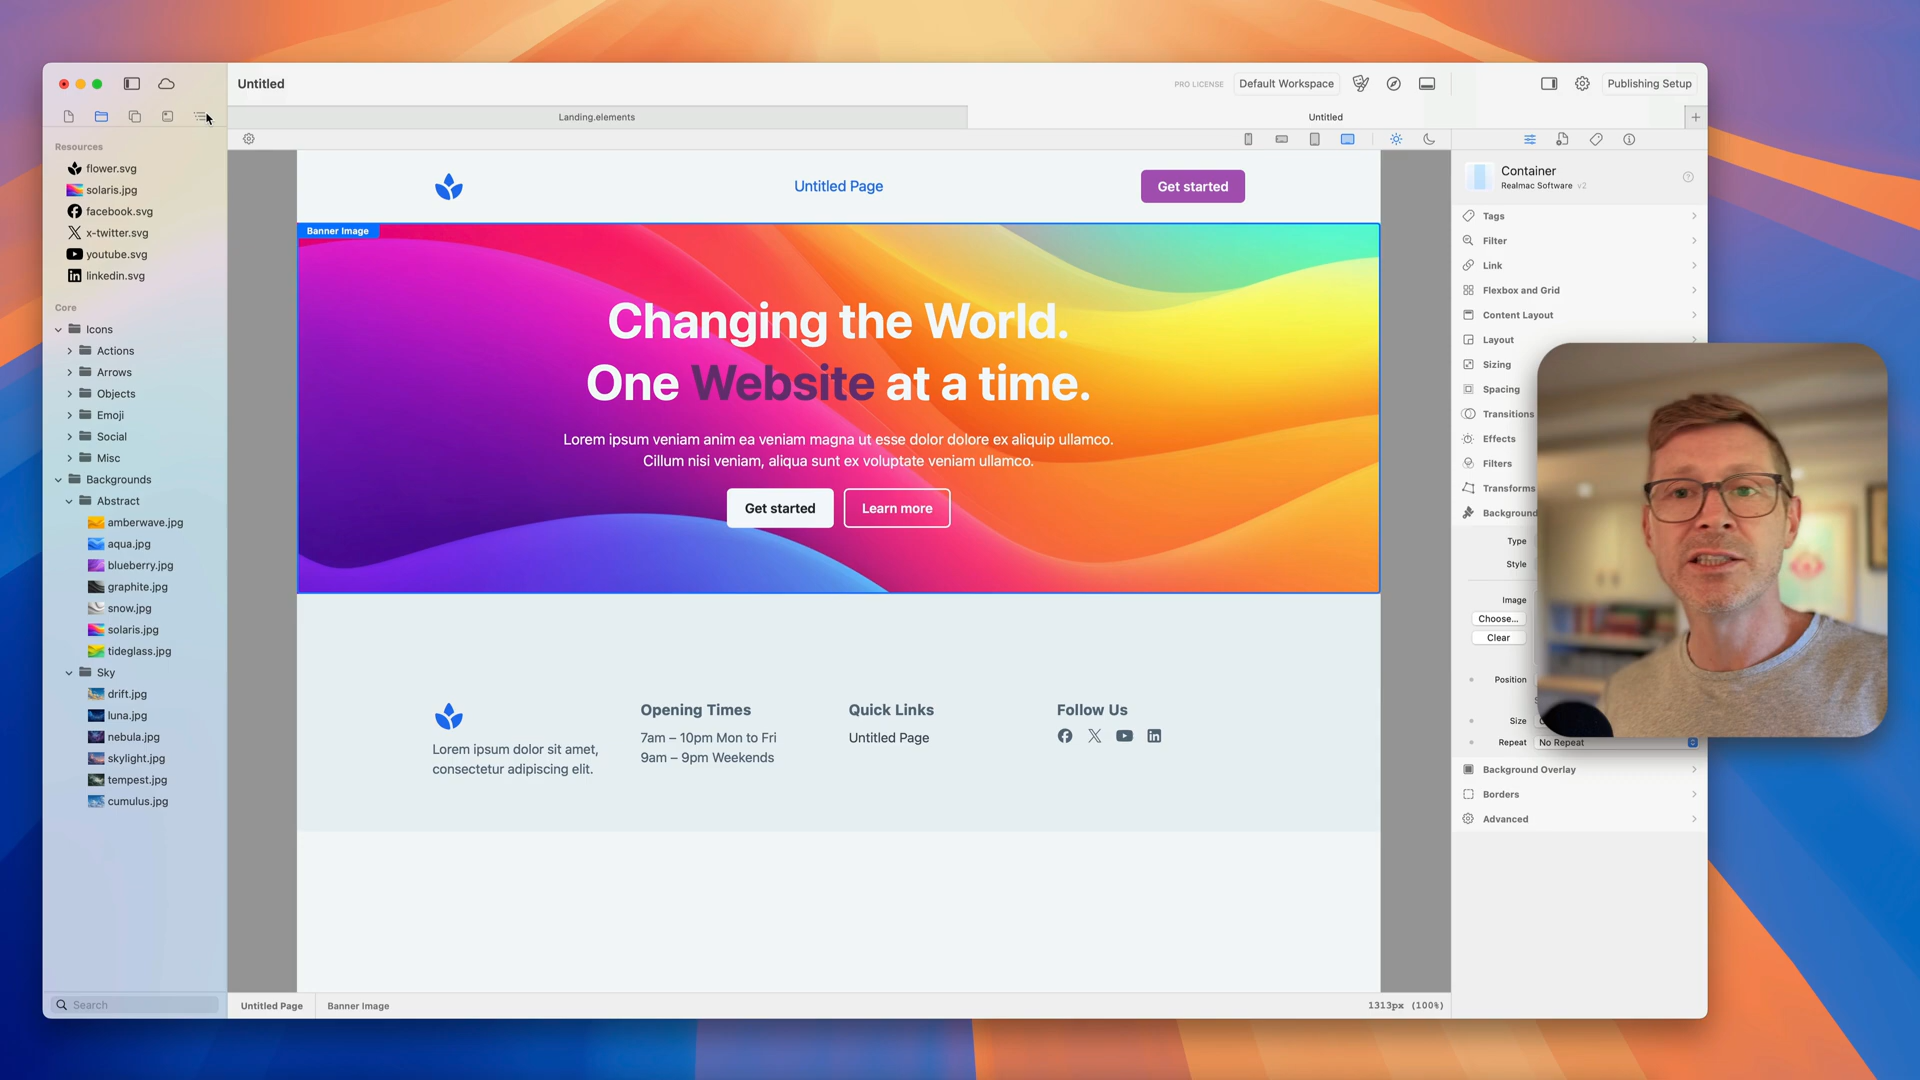 Untitled
PRO LICENSE
Default Workspace
Publishing Setup
Landing.elements
Untitled
Resources
flower.svg
solaris.jpg
facebook.svg
x-twitter.svg
youtube.svg
linkedin.svg
Core
Icons
Actions
Arrows
Objects
Emoji
Social
Misc
Backgrounds
Abstract
amberwave.jpg
aqua.jpg
blueberry.jpg
graphite.jpg
snow.jpg
solaris.jpg
tideglass.jpg
Sky
drift.jpg
luna.jpg
nebula.jpg
skylight.jpg
tempest.jpg
cumulus.jpg
Search
Untitled Page
Get started
Banner Image
Changing the World.
One Website at a time.
Lorem ipsum veniam anim ea veniam magna ut esse dolor dolore ex aliquip ullamco.
Cillum nisi veniam, aliqua sunt ex voluptate veniam ullamco.
Get started
Learn more
Lorem ipsum dolor sit amet,
consectetur adipiscing elit.
Opening Times
7am – 10pm Mon to Fri
9am – 9pm Weekends
Quick Links
Untitled Page
Follow Us
Untitled Page
Banner Image
1313px (100%)
Container
Realmac Software v2
Tags
Filter
Link
Flexbox and Grid
Content Layout
Layout
Sizing
Spacing
Transitions
Effects
Filters
Transforms
Background
Type
Style
Image
Choose...
Clear
Position
Size
Repeat
No Repeat
Background Overlay
Borders
Advanced